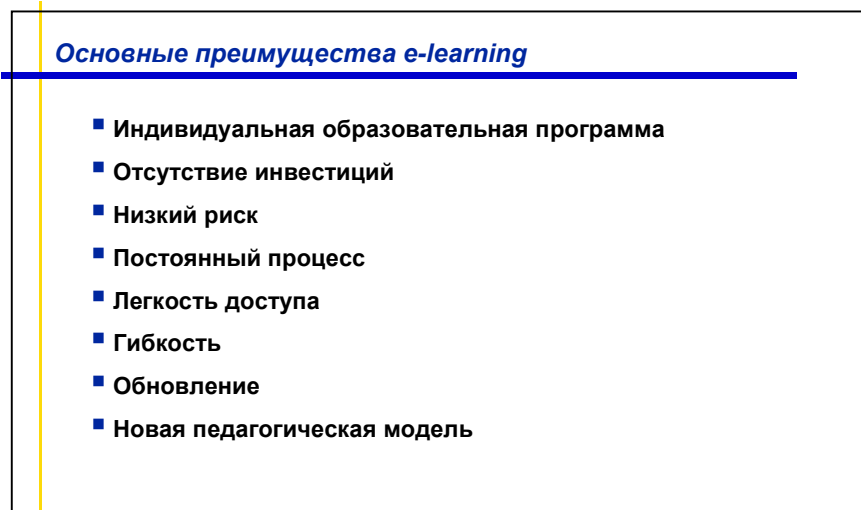 Основные преимущества e-learning
Индивидуальная образовательная программа
Отсутствие инвестиций
Низкий риск
Постоянный процесс
Легкость доступа
Гибкость
Обновление
Новая педагогическая модель